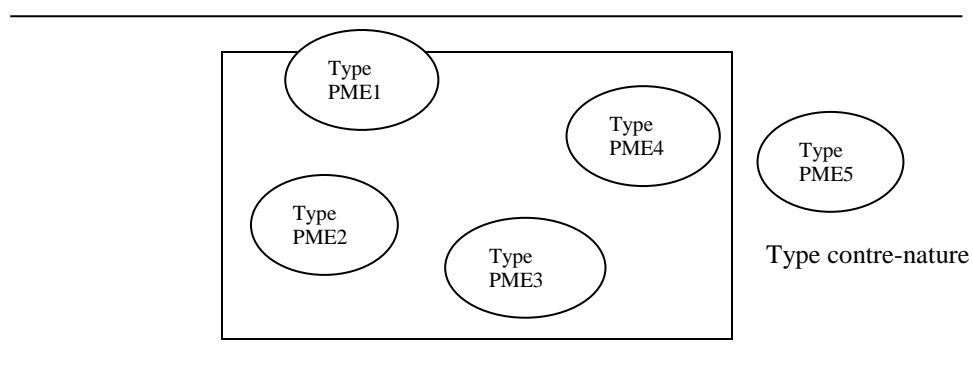 Type
PME1
Type
PME4
Type
PME5
Type
PME2
Type
PME3
Type contre-nature